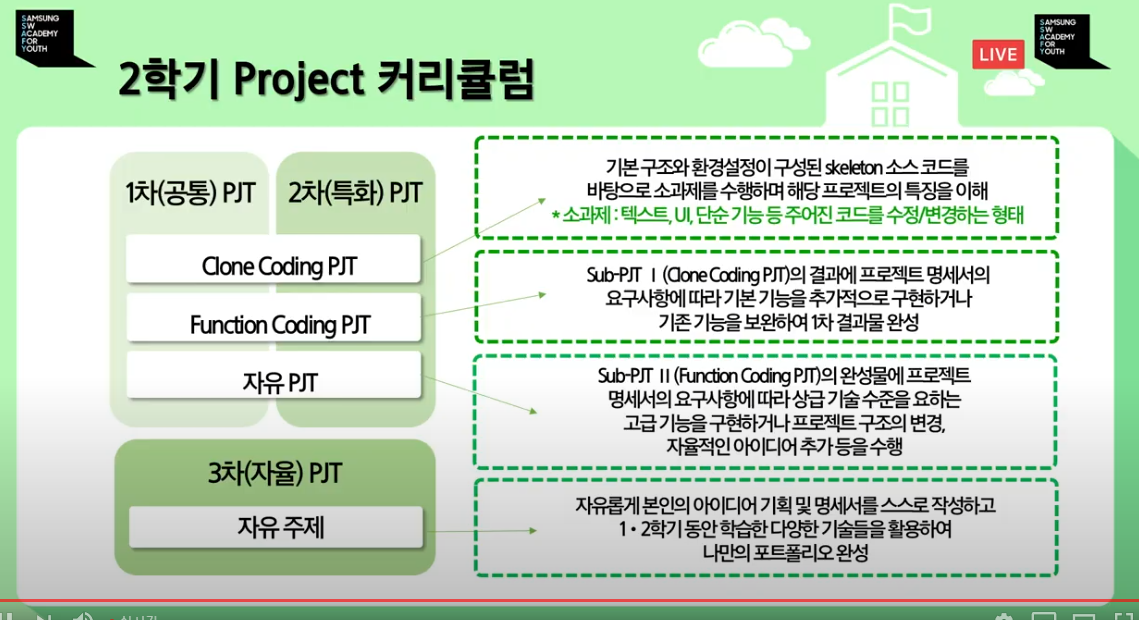 SAMSUNG
SW
ACADEMY
FOR
YOUTH
2학기 Project 커리큘럼
LIVE
SAMSUNG
SW
ACADEMY
FOR
YOUTH
1차(공통) PJT
2차(특화) PJT
Clone Coding PJT
Function Coding PJT
자유 PJT
3차(자율) PJT
자유 주제
기본 구조와 환경설정이 구성된 skeleton 소스 코드를
바탕으로 소과제를 수행하며 해당 프로젝트의 특징을 이해
* 소과제 : 텍스트, UI, 단순 기능 등 주어진 코드를 수정/변경하는 형태
Sub-PJT Ⅰ(Clone Coding PJT)의 결과에 프로젝트 명세서의
요구사항에 따라 기본 기능을 추가적으로 구현하거나
기존 기능을 보완하여 1차 결과물 완성
Sub-PJT Ⅱ(Function Coding PJT)의 완성물에 프로젝트
명세서의 요구사항에 따라 상급 기술 수준을 요하는
고급 기능을 구현하거나 프로젝트 구조의 변경,
자율적인 아이디어 추가 등을 수행
자유롭게 본인의 아이디어 기획 및 명세서를 스스로 작성하고
1 • 2학기 동안 학습한 다양한 기술들을 활용하여
나만의 포트폴리오 완성